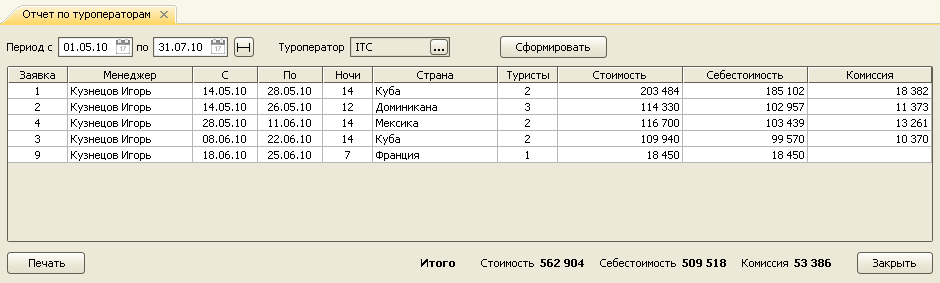 Отчет по туроператорам
Период с 01.05.10 по 31.07.10 Туроператор ITC ... Сформировать
Заявка Менеджер С По Ночи Страна Туристы Стоимость Себестоимость Комиссия
1 Кузнецов Игорь 14.05.10 28.05.10 14 Куба 2 203 484 185 102 18 382
2 Кузнецов Игорь 14.05.10 26.05.10 12 Доминикана 3 114 330 102 957 11 373
4 Кузнецов Игорь 28.05.10 11.06.10 14 Мексика 2 116 700 103 439 13 261
3 Кузнецов Игорь 08.06.10 22.06.10 14 Куба 2 109 940 99 570 10 370
9 Кузнецов Игорь 18.06.10 25.06.10 7 Франция 1 18 450 18 450
Печать Итого Стоимость 562 904 Себестоимость 509 518 Комиссия 53 386 Закрыть